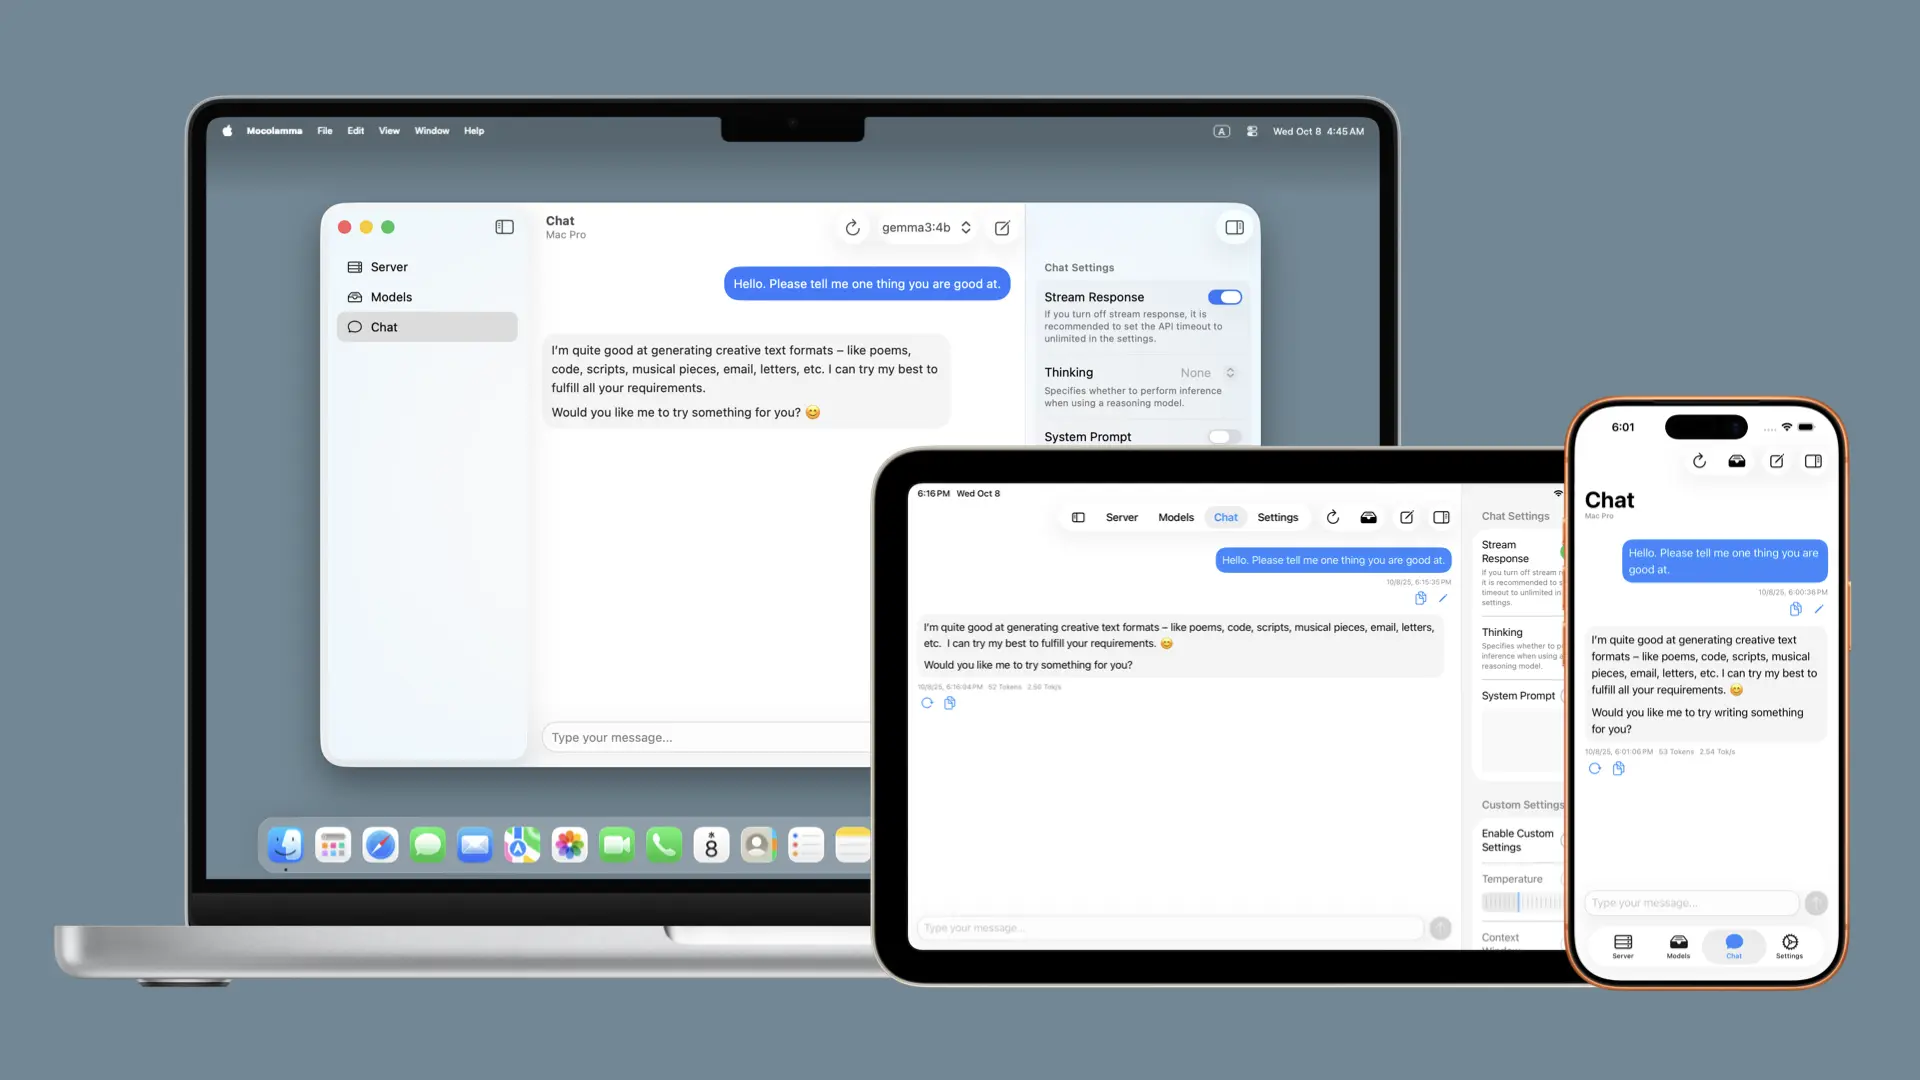 Mocolamma File Edit View Window Help
A
Wed Oct 8 4:45 AM
Chat
Mac Pro
gemma3:4b
Server
Models
Chat
Hello. Please tell me one thing you are good at.
I'm quite good at generating creative text formats – like poems,
code, scripts, musical pieces, email, letters, etc. I can try my best to
fulfill all your requirements.
Would you like me to try something for you? 😊
Type your message...
Chat Settings
Stream Response
If you turn off stream response, it is
recommended to set the API timeout to
unlimited in the settings.
Thinking
None
Specifies whether to perform inference
when using a reasoning model.
System Prompt
水
8
6:16 PM Wed Oct 8
Server Models Chat Settings
Hello. Please tell me one thing you are good at.
10/8/25, 6:15:35 PM
I'm quite good at generating creative text formats – like poems, code, scripts, musical pieces, email, letters,
etc. I can try my best to fulfill your requirements. 😊
Would you like me to try something for you?
10/8/25, 6:16:04 PM 52 Tokens 2.50 Tok/s
Type your message...
Chat Settings
Stream
Response
If you turn off stream
it is recommended to
timeout to unlimited in
settings.
Thinking
Specifies whether to
inference when using a
reasoning model.
System Prompt
Custom Settings
Enable Custom
Settings
Temperature
Context
6:01
Chat
Mac Pro
Hello. Please tell me one thing you are
good at.
10/8/25, 6:00:36 PM
I'm quite good at generating creative text
formats – like poems, code, scripts, musical
pieces, email, letters, etc. I can try my best to
fulfill all your requirements. 😊
Would you like me to try writing something
for you?
10/8/25, 6:01:06 PM 53 Tokens 2.54 Tok/s
Type your message...
Server Models Chat Settings